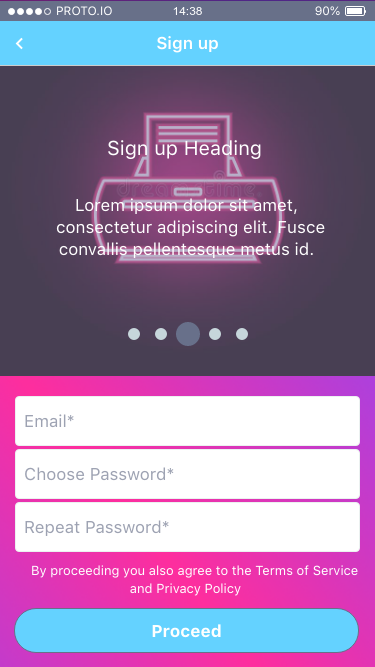 PROTO.IO 14:38 90%
Sign up
Sign up Heading
dreamstime
Lorem ipsum dolor sit amet,
consectetur adipiscing elit. Fusce
convallis pellentesque metus id.
Email*
Choose Password*
Repeat Password*
By proceeding you also agree to the Terms of Service
and Privacy Policy
Proceed